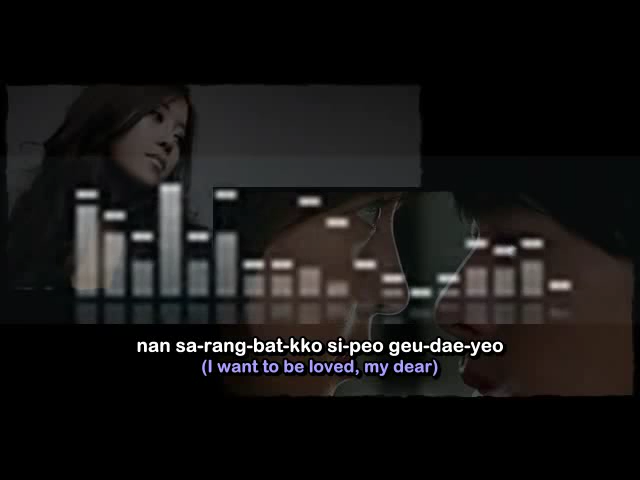 nan sa-rang-bat-kko si-peo geu-dae-yeo
(I want to be loved, my dear)